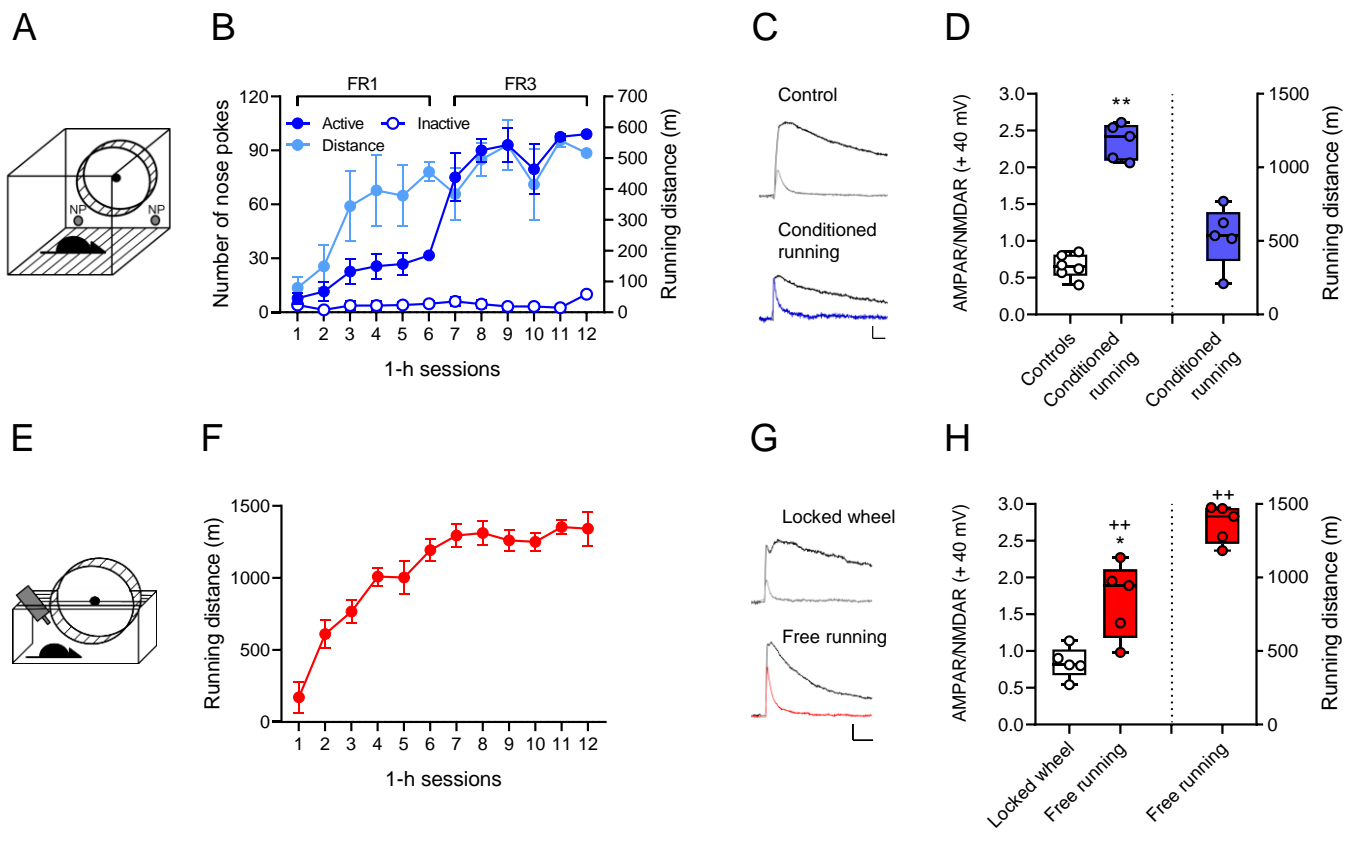 A
B
C
D
FR1
FR3
Number of nose pokes
120
90
60
30
0
Active
Inactive
Distance
700
600
500
400
300
200
100
0
Running distance (m)
1 2 3 4 5 6 7 8 9 10 11 12
1-h sessions
NP
NP
Control
Conditioned
running
AMPAR/NMDAR (+ 40 mV)
3.0
2.5
2.0
1.5
1.0
0.5
0.0
**
1500
1000
500
0
Running distance (m)
Controls
Conditioned
running
Conditioned
running
E
F
G
H
Running distance (m)
1500
1000
500
0
1 2 3 4 5 6 7 8 9 10 11 12
1-h sessions
Locked wheel
Free running
AMPAR/NMDAR (+ 40 mV)
3.0
2.5
2.0
1.5
1.0
0.5
0.0
++
*
++
1500
1000
500
0
Running distance (m)
Locked wheel
Free running
Free running